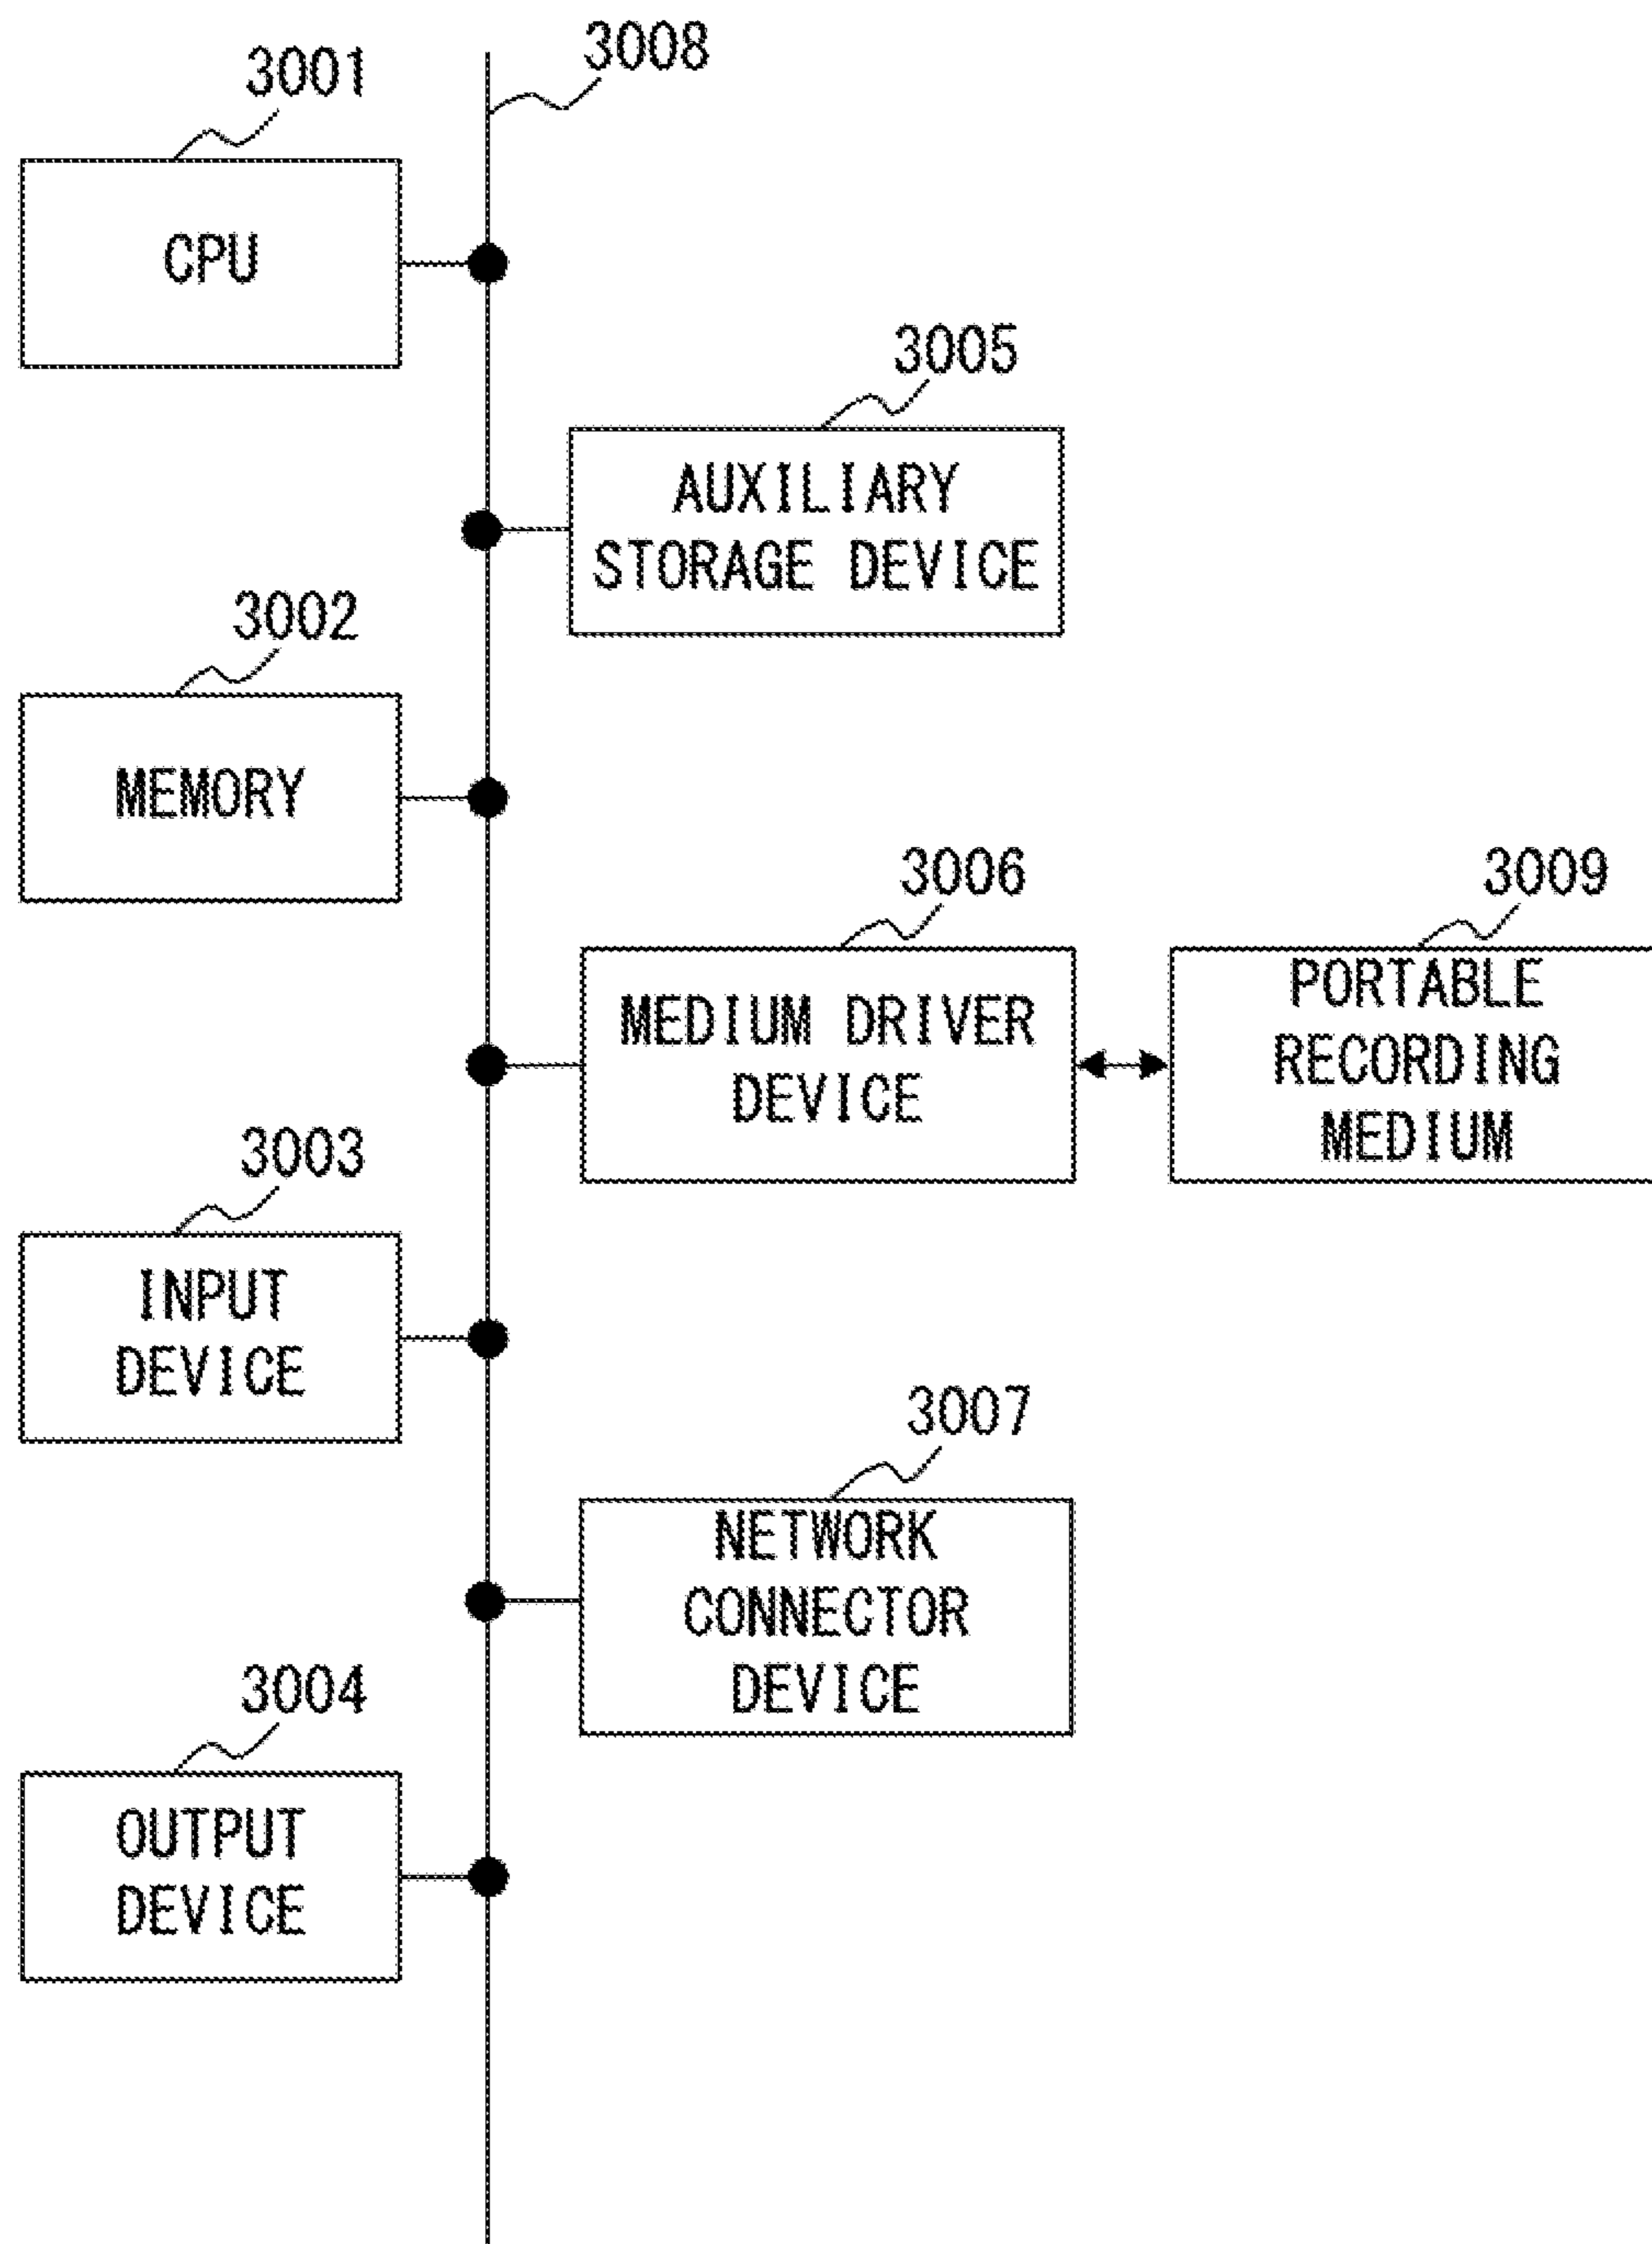 3008
3001
CPU
3005
AUXILIARY
STORAGE DEVICE
3002
MEMORY
3006
MEDIUM DRIVER
DEVICE
3009
PORTABLE
RECORDING
MEDIUM
3003
INPUT
DEVICE
3007
NETWORK
CONNECTOR
DEVICE
3004
OUTPUT
DEVICE